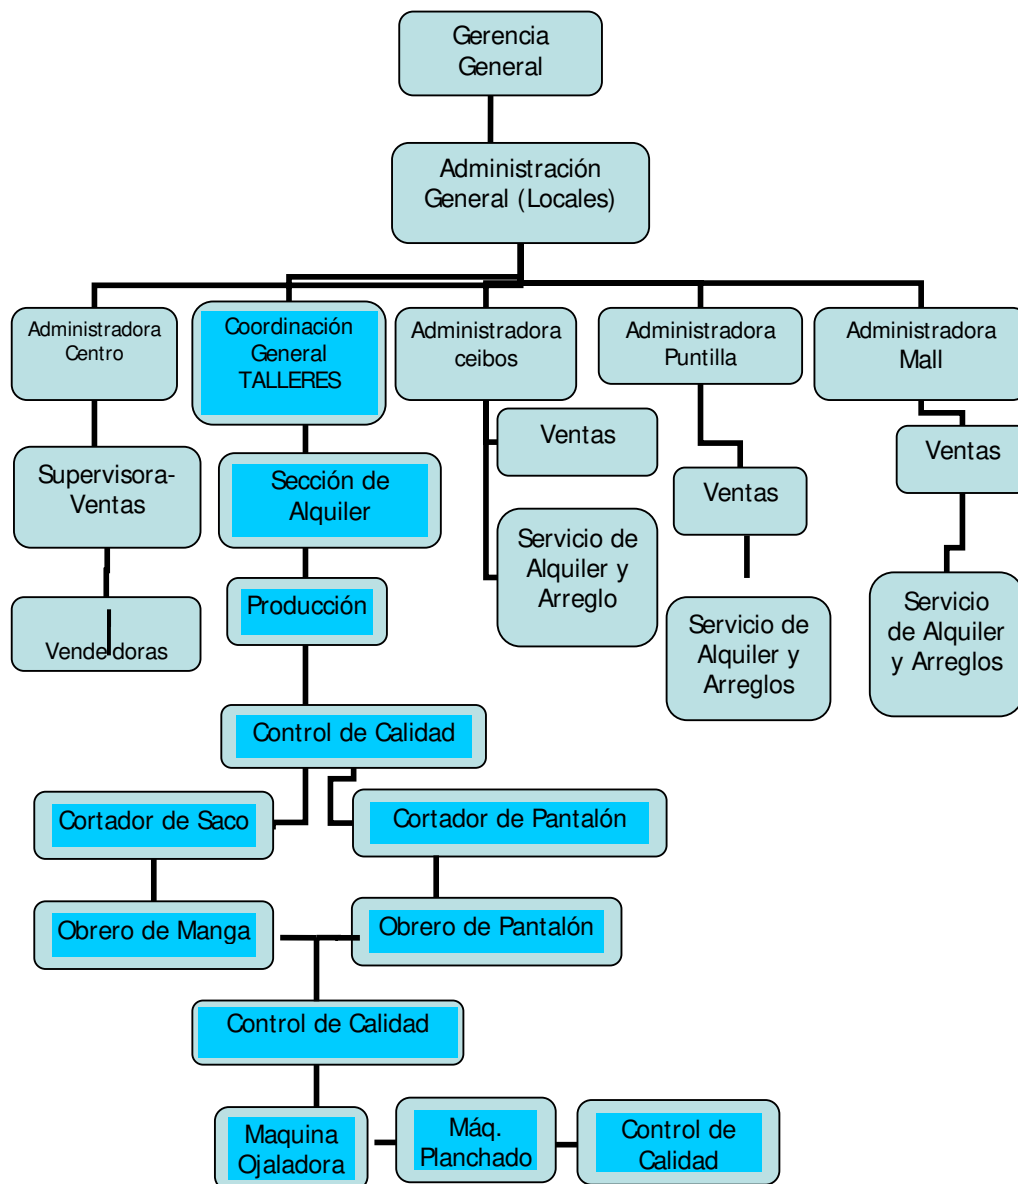 Gerencia
General
Administración
General (Locales)
Administradora
Centro
Coordinación
General
TALLERES
Administradora
ceibos
Administradora
Puntilla
Administradora
Mall
Supervisora-
Ventas
Sección de
Alquiler
Ventas
Ventas
Ventas
Servicio de
Alquiler y
Arreglo
Vendedoras
Producción
Servicio de
Alquiler y
Arreglos
Servicio
de Alquiler
y Arreglos
Control de Calidad
Cortador de Saco
Cortador de Pantalón
Obrero de Manga
Obrero de Pantalón
Control de Calidad
Maquina
Ojaladora
Máq.
Planchado
Control de
Calidad